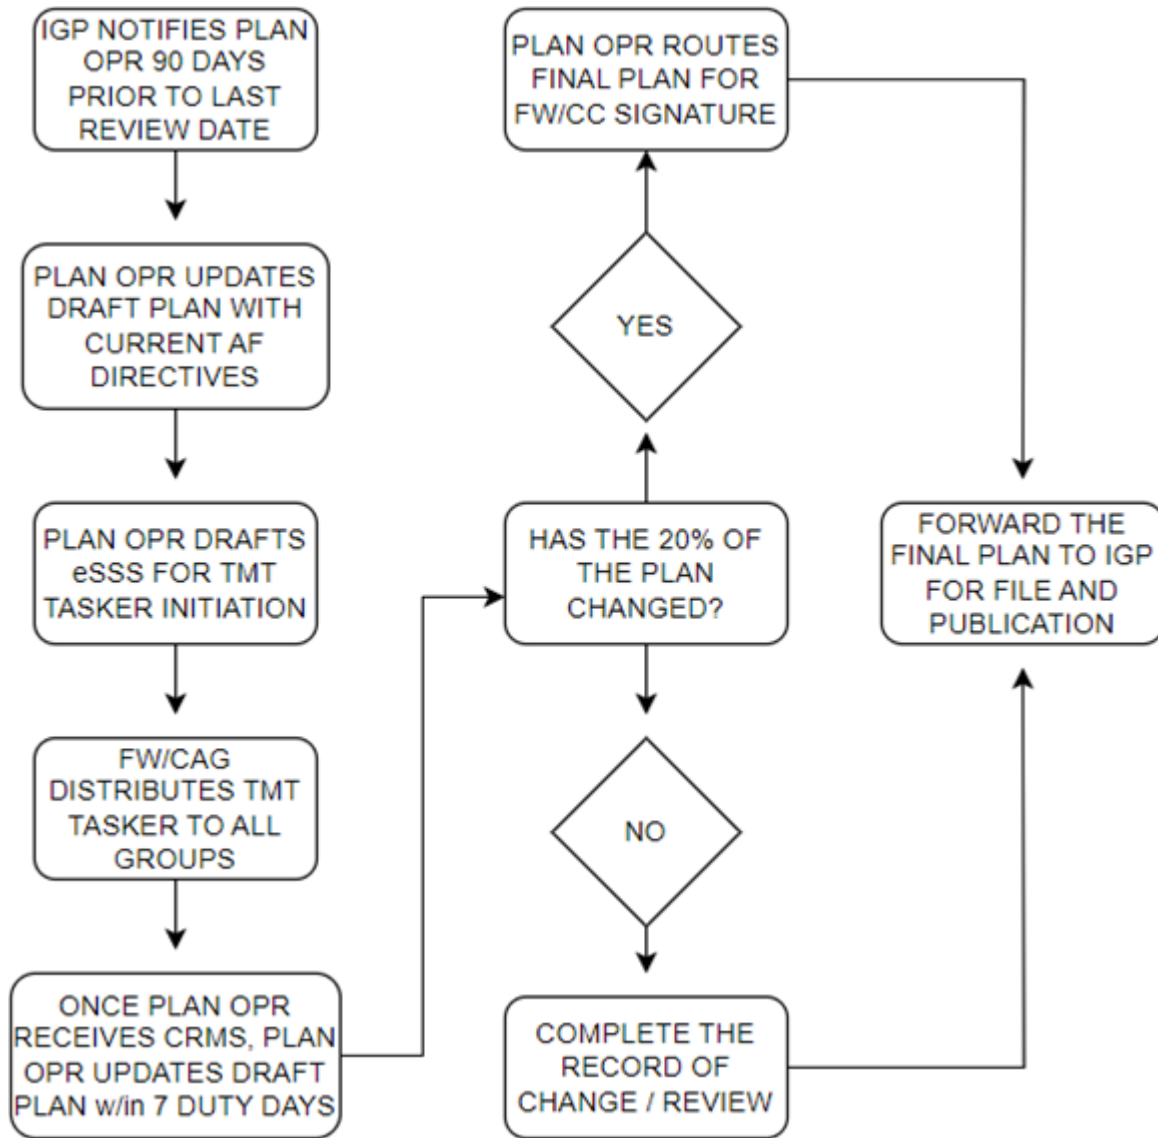 IGP NOTIFIES PLAN
OPR 90 DAYS
PRIOR TO LAST
REVIEW DATE
PLAN OPR UPDATES
DRAFT PLAN WITH
CURRENT AF
DIRECTIVES
PLAN OPR DRAFTS
eSSS FOR TMT
TASKER INITIATION
FW/CAG
DISTRIBUTES TMT
TASKER TO ALL
GROUPS
ONCE PLAN OPR
RECEIVES CRMS, PLAN
OPR UPDATES DRAFT
PLAN w/in 7 DUTY DAYS
PLAN OPR ROUTES
FINAL PLAN FOR
FW/CC SIGNATURE
YES
HAS THE 20% OF
THE PLAN
CHANGED?
NO
COMPLETE THE
RECORD OF
CHANGE / REVIEW
FORWARD THE
FINAL PLAN TO IGP
FOR FILE AND
PUBLICATION